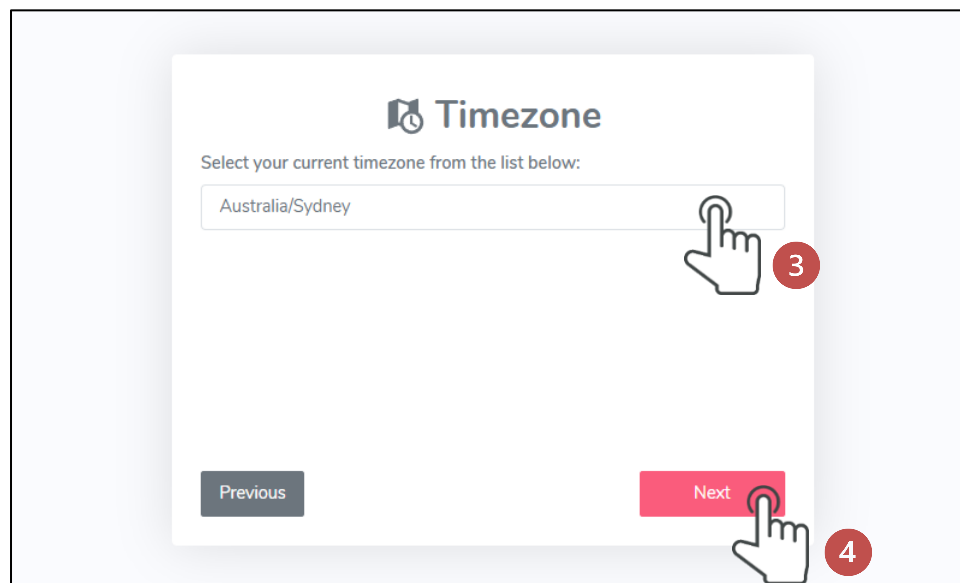 Timezone
Select your current timezone from the list below:
Australia/Sydney
3
Previous
Next
4